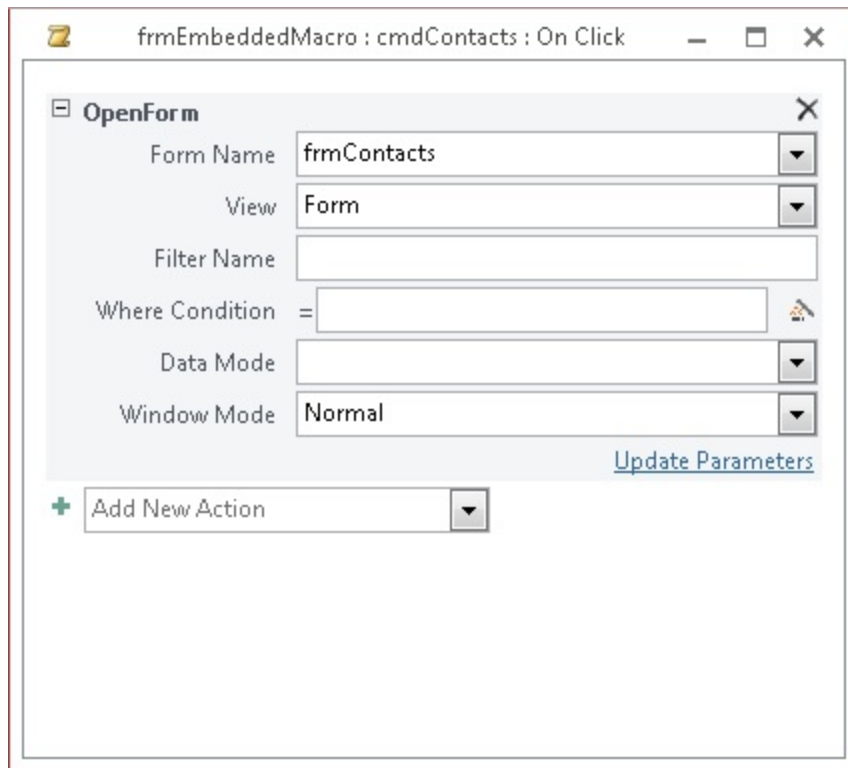 frmEmbeddedMacro : cmdContacts : On Click
OpenForm
Form Name frmContacts
View Form
Filter Name
Where Condition =
Data Mode
Window Mode Normal
Update Parameters
Add New Action